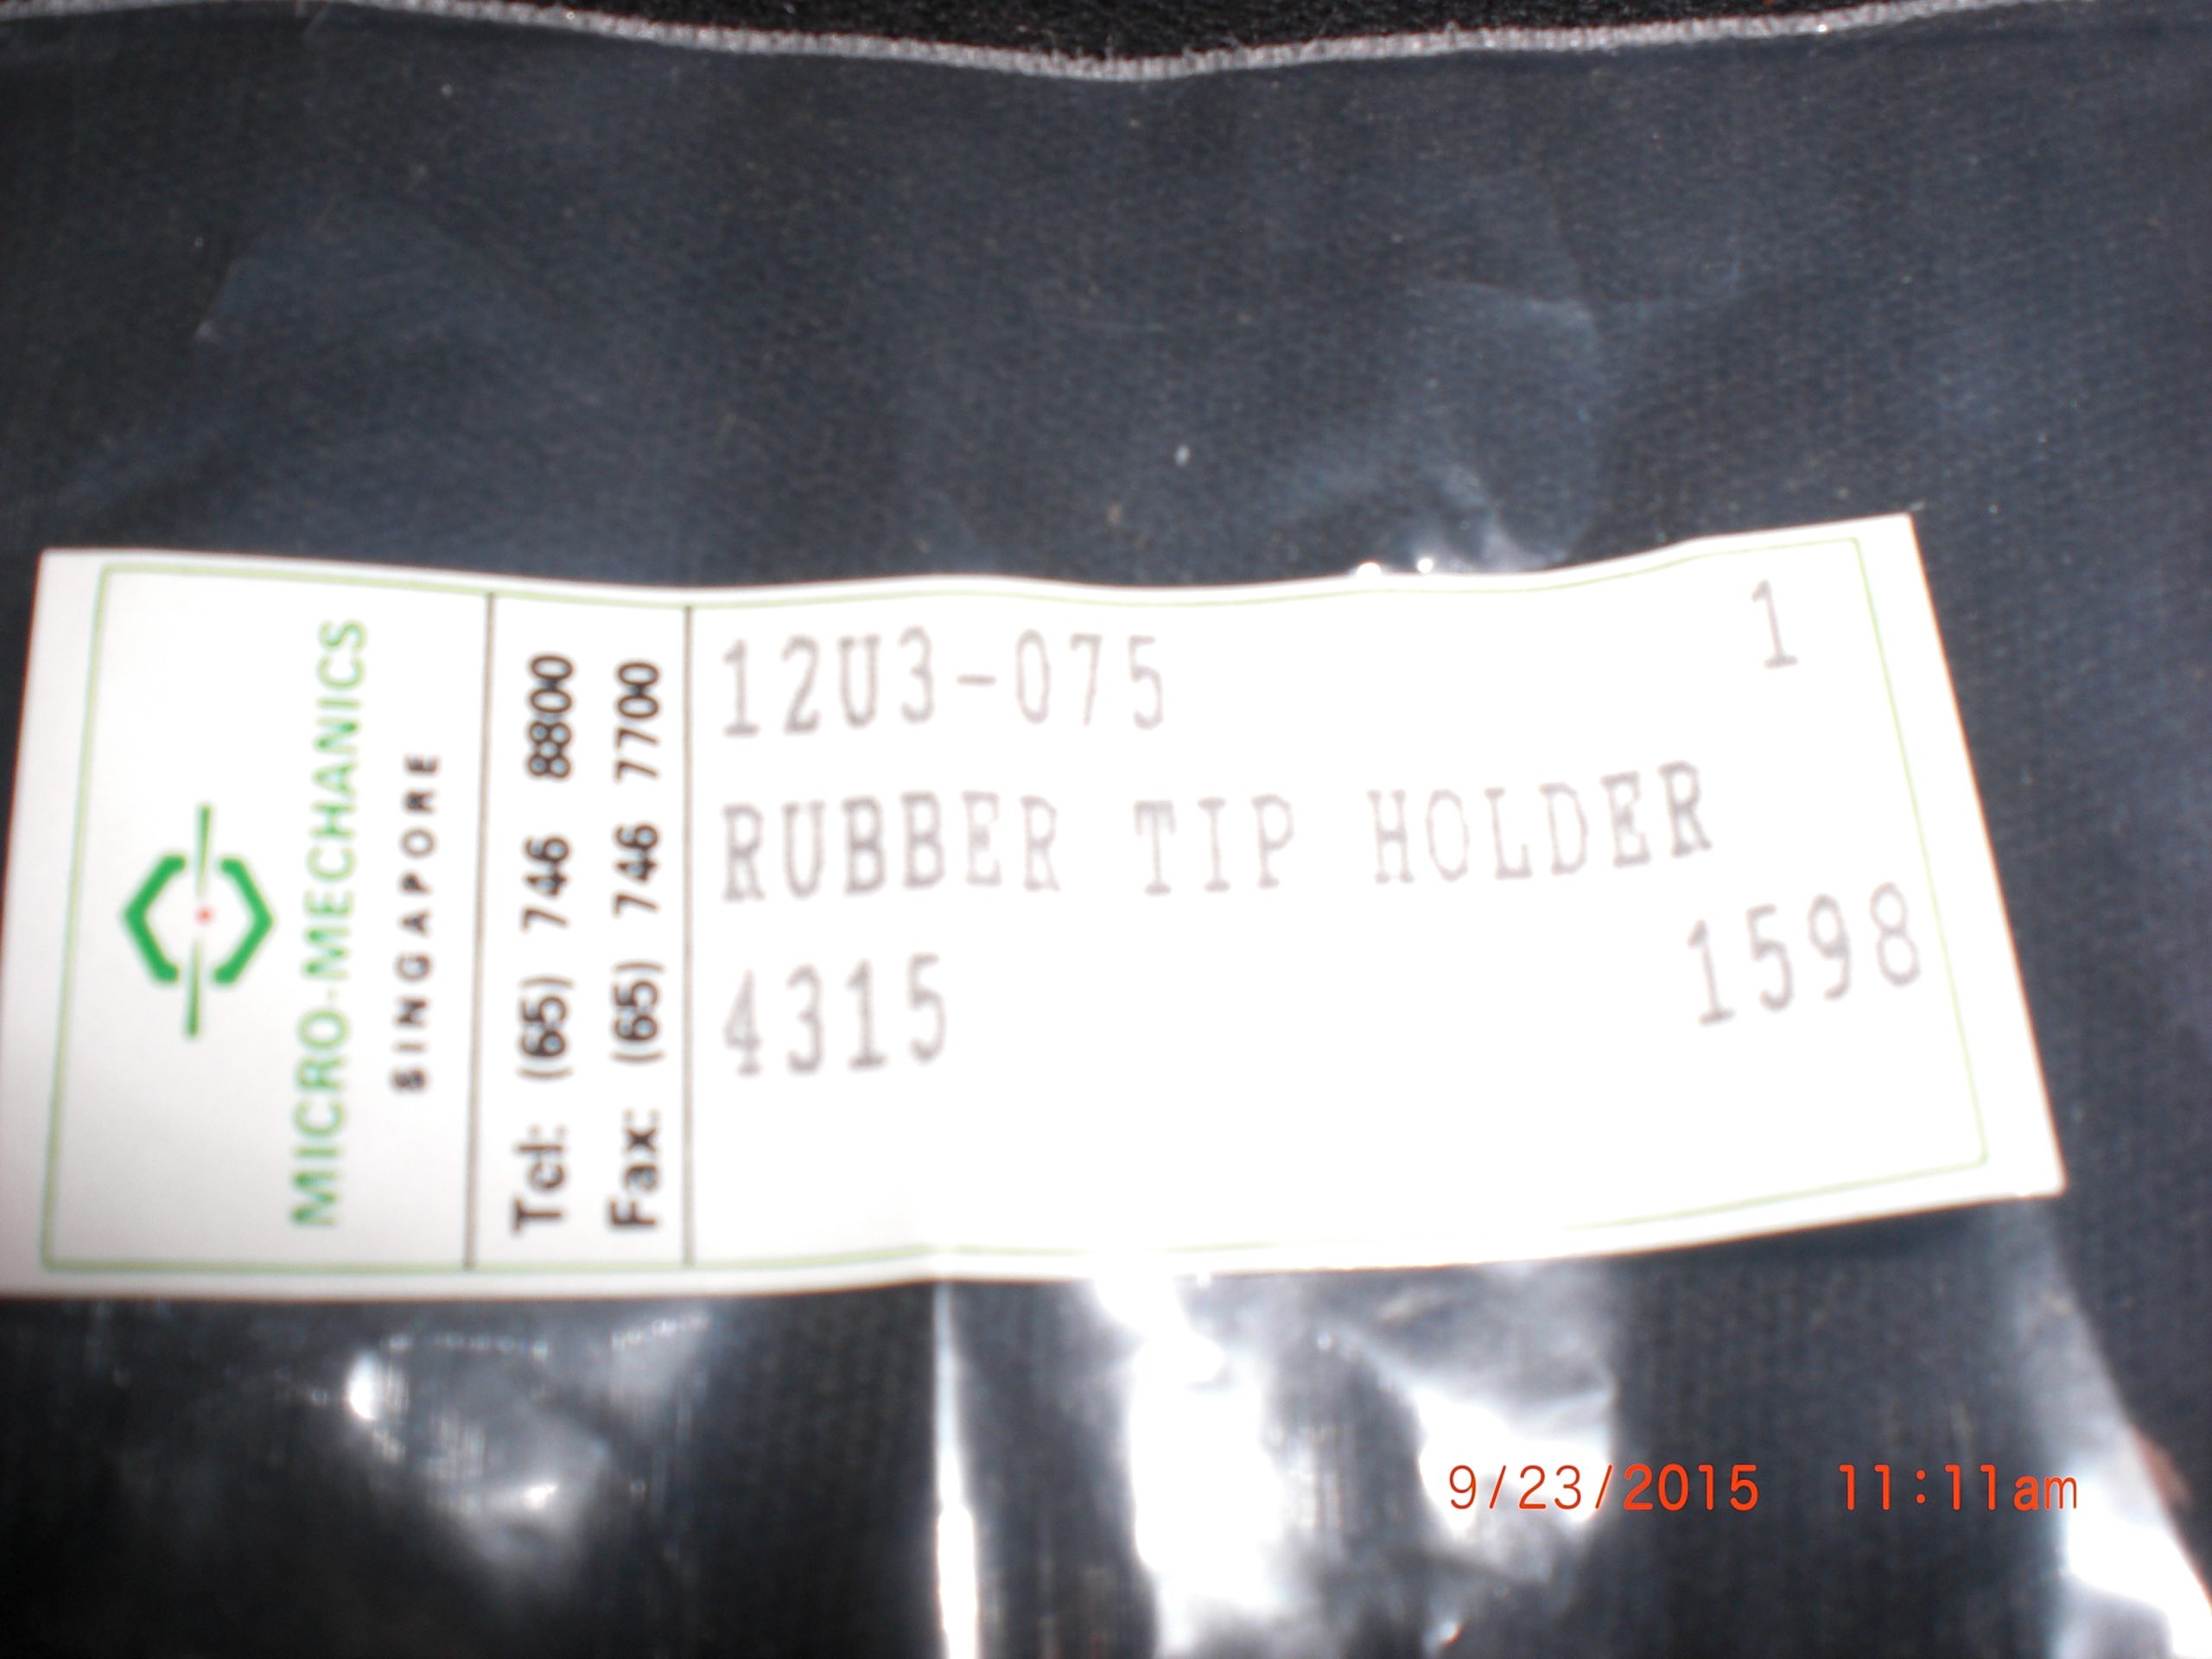 MICRO-MECHANICS
SINGAPORE
Tel: (65) 746 8800
Fax: (65) 746 7700
12U3-075 1
RUBBER TIP HOLDER
4315 1598
9/23/2015 11:11am